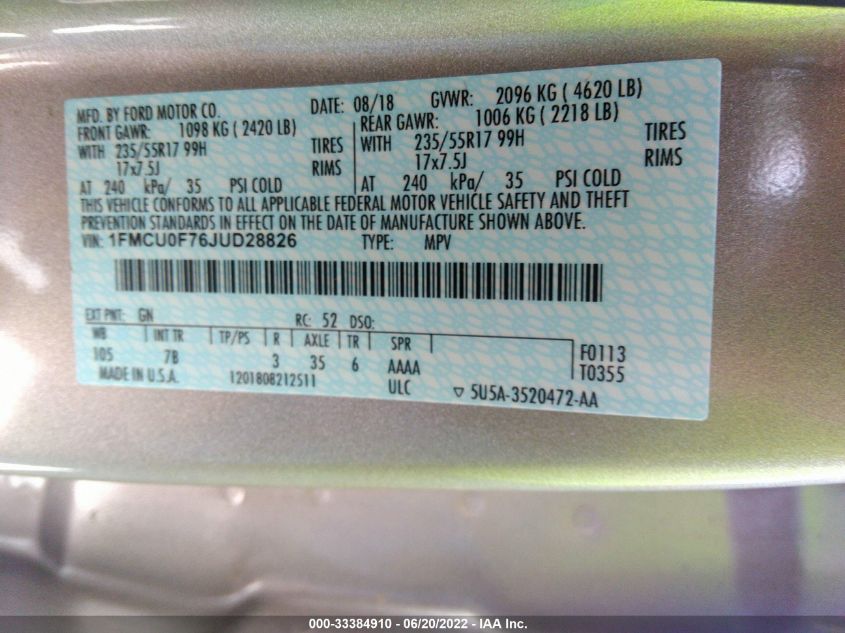 MFD. BY FORD MOTOR CO. DATE: 08/18 GVWR: 2096 KG ( 4620 LB)
FRONT GAWR: 1098 KG ( 2420 LB) REAR GAWR: 1006 KG ( 2218 LB)
WITH 235/55R17 99H TIRES WITH 235/55R17 99H TIRES
17x7.5J RIMS 17x7.5J RIMS
AT 240 kPa/ 35 PSI COLD AT 240 kPa/ 35 PSI COLD
THIS VEHICLE CONFORMS TO ALL APPLICABLE FEDERAL MOTOR VEHICLE SAFETY AND THEFT
PREVENTION STANDARDS IN EFFECT ON THE DATE OF MANUFACTURE SHOWN ABOVE.
VIN: 1FMCU0F76JUD28826 TYPE: MPV
EXT PNT: GN RC: 52 DSO:
WB INT TR TP/PS R AXLE TR SPR F0113
105 7B 3 35 6 AAAA T0355
MADE IN U.S.A. 1201808212511 ULC ▽ 5U5A-3520472-AA
000-33384910 - 06/20/2022 - IAA Inc.